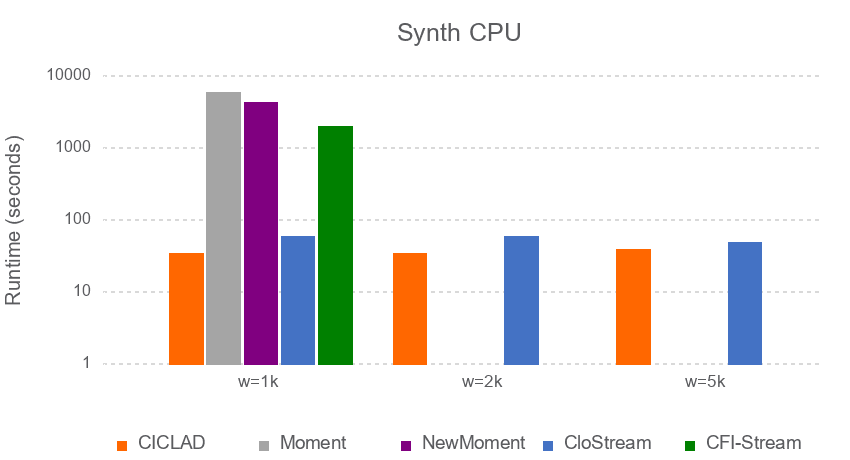 Synth CPU
Runtime (seconds)
10000
1000
100
10
1
w=1k w=2k w=5k
CICLAD Moment NewMoment CloStream CFI-Stream